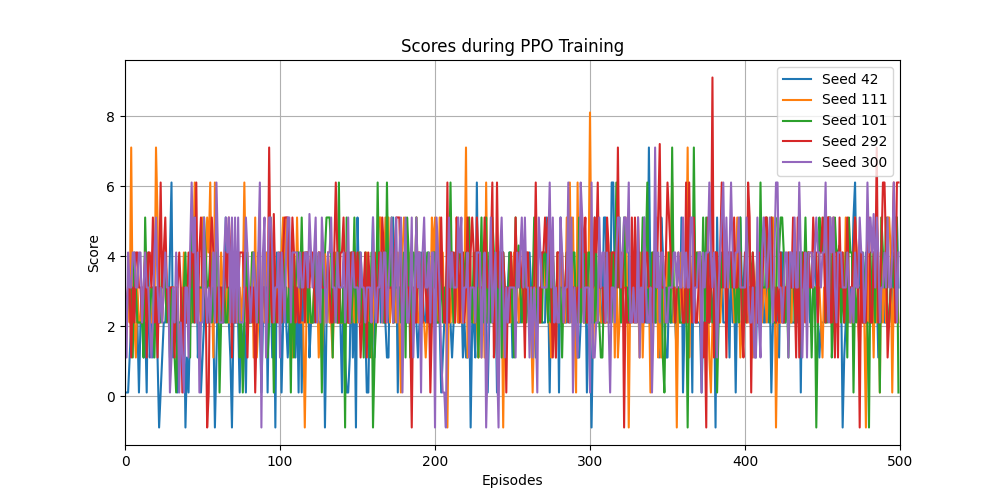 Scores during PPO Training
Seed 42
Seed 111
Seed 101
Seed 292
Seed 300
Score
8
6
4
2
0
0 100 200 300 400 500
Episodes